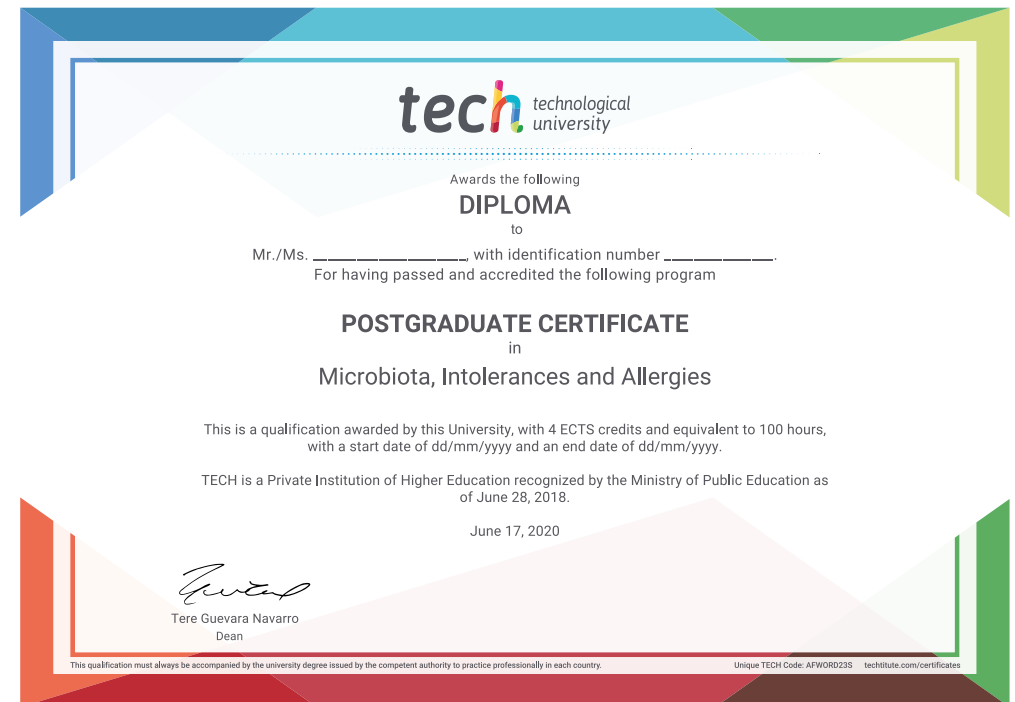 tech technological
university
Awards the following
DIPLOMA
to
Mr./Ms. ____________________, with identification number ______________.
For having passed and accredited the following program
POSTGRADUATE CERTIFICATE
in
Microbiota, Intolerances and Allergies
This is a qualification awarded by this University, with 4 ECTS credits and equivalent to 100 hours,
with a start date of dd/mm/yyyy and an end date of dd/mm/yyyy.
TECH is a Private Institution of Higher Education recognized by the Ministry of Public Education as
of June 28, 2018.
June 17, 2020
Tere Guevara Navarro
Dean
This qualification must always be accompanied by the university degree issued by the competent authority to practice professionally in each country.
Unique TECH Code: AFWORD23S techtitute.com/certificates